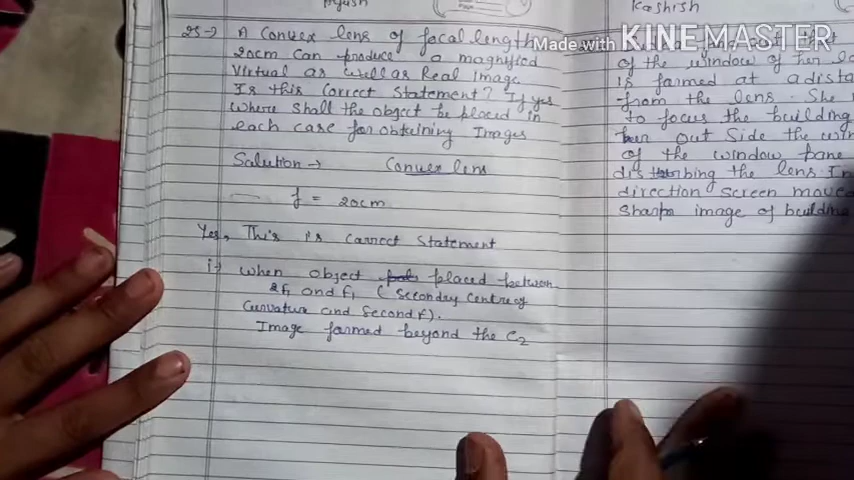 Ayush
Page
Kashish
Made with KINEMASTER
25→ A Convex lens of focal length
20cm Can produce a magnified
Virtual as well as Real Image
Is this Correct Statement? If yes
where shall the object be placed in
each case for obtaining Images
Solution → Convex lens
f = 20cm
Yes, This is Correct Statement
i→ when object placed between
2F1 and F1 ( Secondry Centre of
Curvature and Second F).
Image formed beyond the C2
of the window of her
is formed at a dista
from the lens. She
to focus the building
out side the win
of the window pane
disturbing the lens. In
direction screen move
sharp image of building